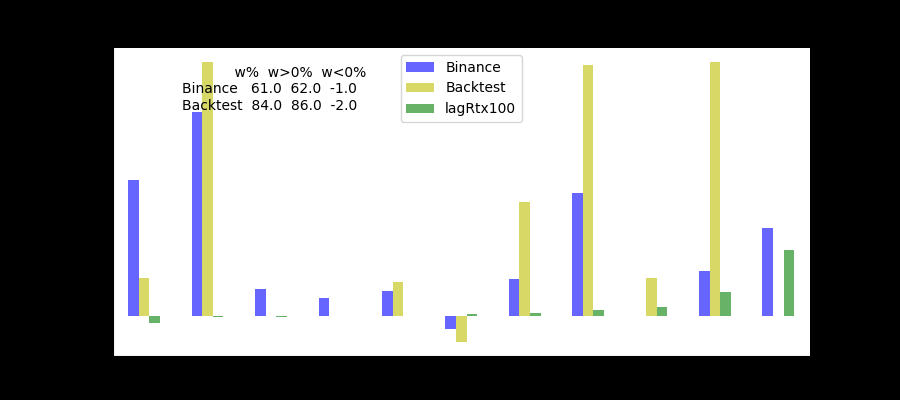 w% w>0% w<0%
Binance 61.0 62.0 -1.0
Backtest 84.0 86.0 -2.0
Binance
Backtest
lagRtx100